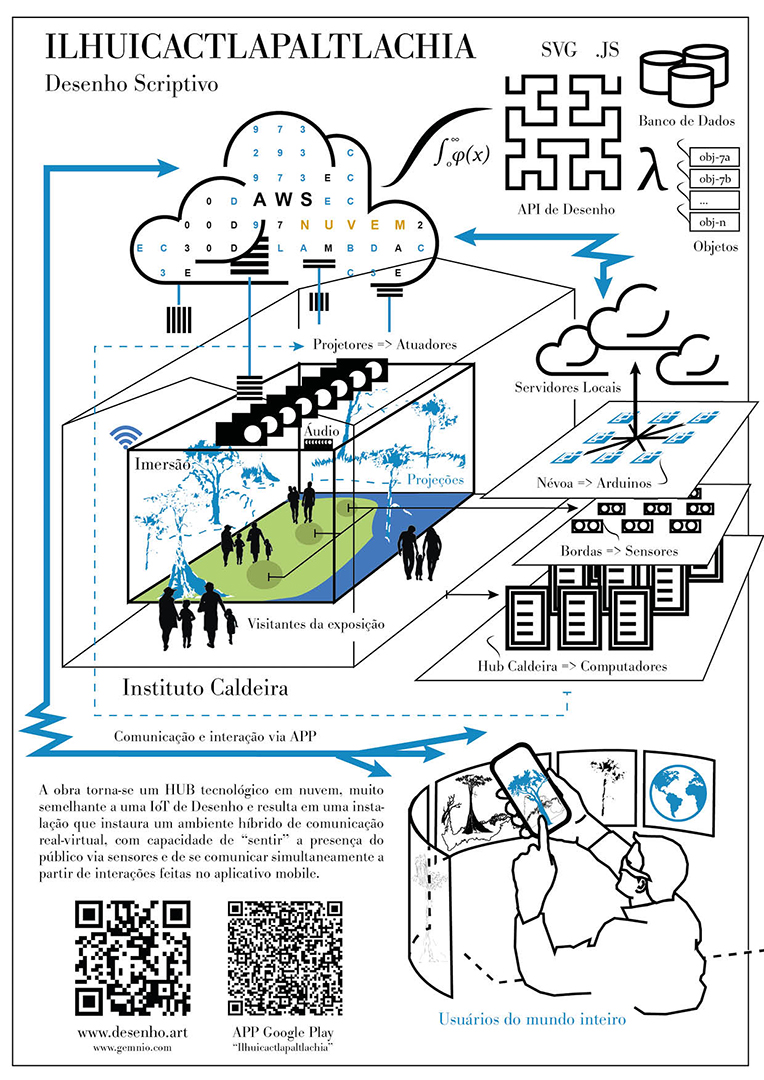 ILHUICACTLAPALTLACHIA
Desenho Scriptivo
SVG .JS
Banco de Dados
∫₀^∞ φ(x)
λ
obj-7a
obj-7b
...
obj-n
API de Desenho
Objetos
9 7 3
2 9 3 C
9 7 3 E C
0 D AWS E C
0 0 D 9 7 N U V E M 2
E C 3 0 D L A M B D A C
3 E C 3 E
Projetores => Atuadores
Servidores Locais
Áudio
Imersão
Projeções
Névoa => Arduinos
Bordas => Sensores
Visitantes da exposição
Hub Caldeira => Computadores
Instituto Caldeira
Comunicação e interação via APP
A obra torna-se um HUB tecnológico em nuvem, muito
semelhante a uma IoT de Desenho e resulta em uma insta-
lação que instaura um ambiente híbrido de comunicação
real-virtual, com capacidade de “sentir” a presença do
público via sensores e de se comunicar simultaneamente a
partir de interações feitas no aplicativo mobile.
www.desenho.art
www.gemnio.com
APP Google Play
“Ilhuicactlapaltlachia”
Usuários do mundo inteiro